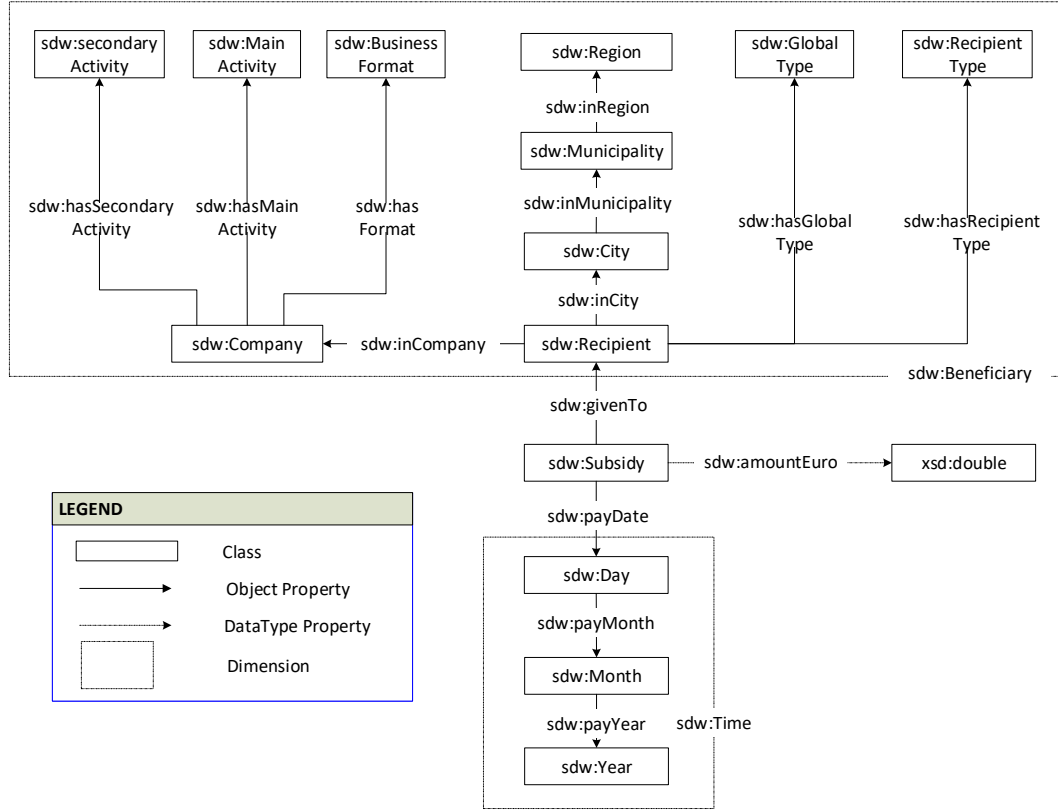 sdw:secondary
Activity
sdw:Main
Activity
sdw:Business
Format
sdw:Region
sdw:Global
Type
sdw:Recipient
Type
sdw:inRegion
sdw:Municipality
sdw:hasSecondary
Activity
sdw:hasMain
Activity
sdw:has
Format
sdw:inMunicipality
sdw:hasGlobal
Type
sdw:hasRecipient
Type
sdw:City
sdw:inCity
sdw:Company
sdw:inCompany
sdw:Recipient
sdw:Beneficiary
sdw:givenTo
sdw:Subsidy
sdw:amountEuro
xsd:double
sdw:payDate
LEGEND
Class
Object Property
DataType Property
Dimension
sdw:Day
sdw:payMonth
sdw:Month
sdw:payYear
sdw:Time
sdw:Year